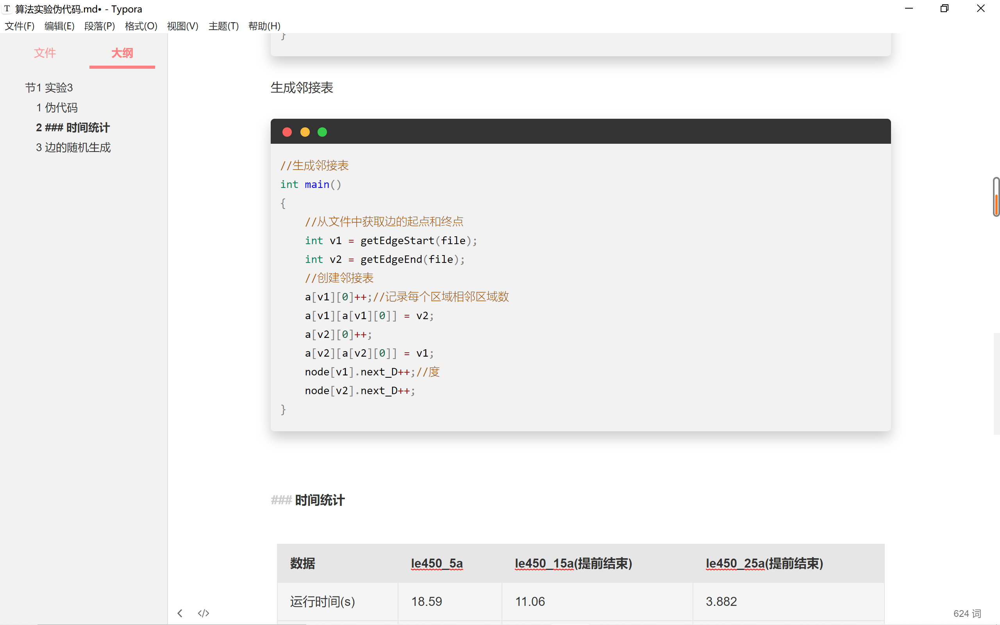 算法实验伪代码.md• - Typora
文件(F) 编辑(E) 段落(P) 格式(O) 视图(V) 主题(T) 帮助(H)
文件 大纲
节1 实验3
1 伪代码
2 ### 时间统计
3 边的随机生成
}
生成邻接表
//生成邻接表
int main()
{
//从文件中获取边的起点和终点
int v1 = getEdgeStart(file);
int v2 = getEdgeEnd(file);
//创建邻接表
a[v1][0]++;//记录每个区域相邻区域数
a[v1][a[v1][0]] = v2;
a[v2][0]++;
a[v2][a[v2][0]] = v1;
node[v1].next_D++;//度
node[v2].next_D++;
}
### 时间统计
数据 le450_5a le450_15a(提前结束) le450_25a(提前结束)
运行时间(s) 18.59 11.06 3.882
624 词